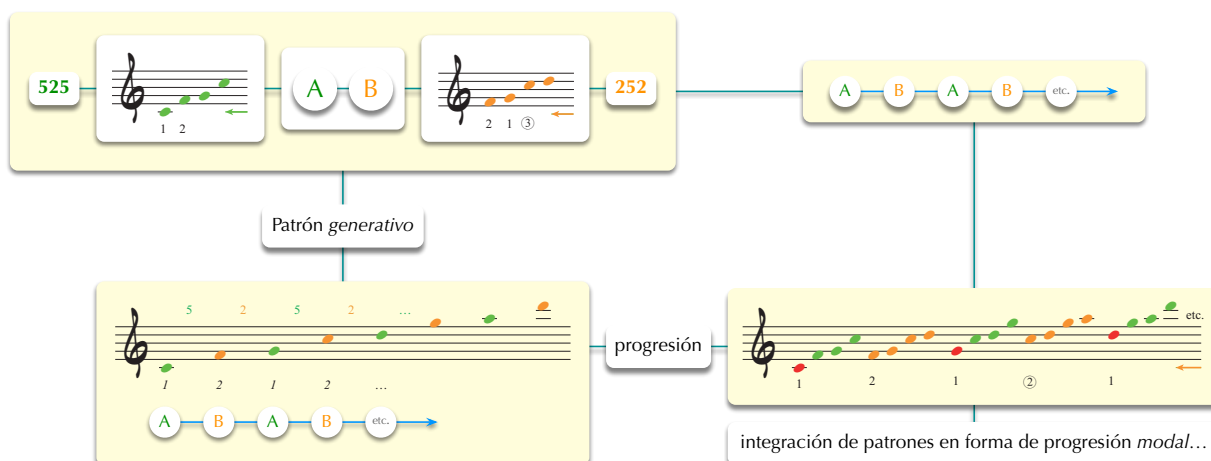 525
A B
252
1 2
2 1 ③
A B A B etc.
Patrón generativo
5 2 5 2 ...
1 2 1 2 ...
A B A B etc.
progresión
etc.
1 2 1 ② 1
integración de patrones en forma de progresión modal...